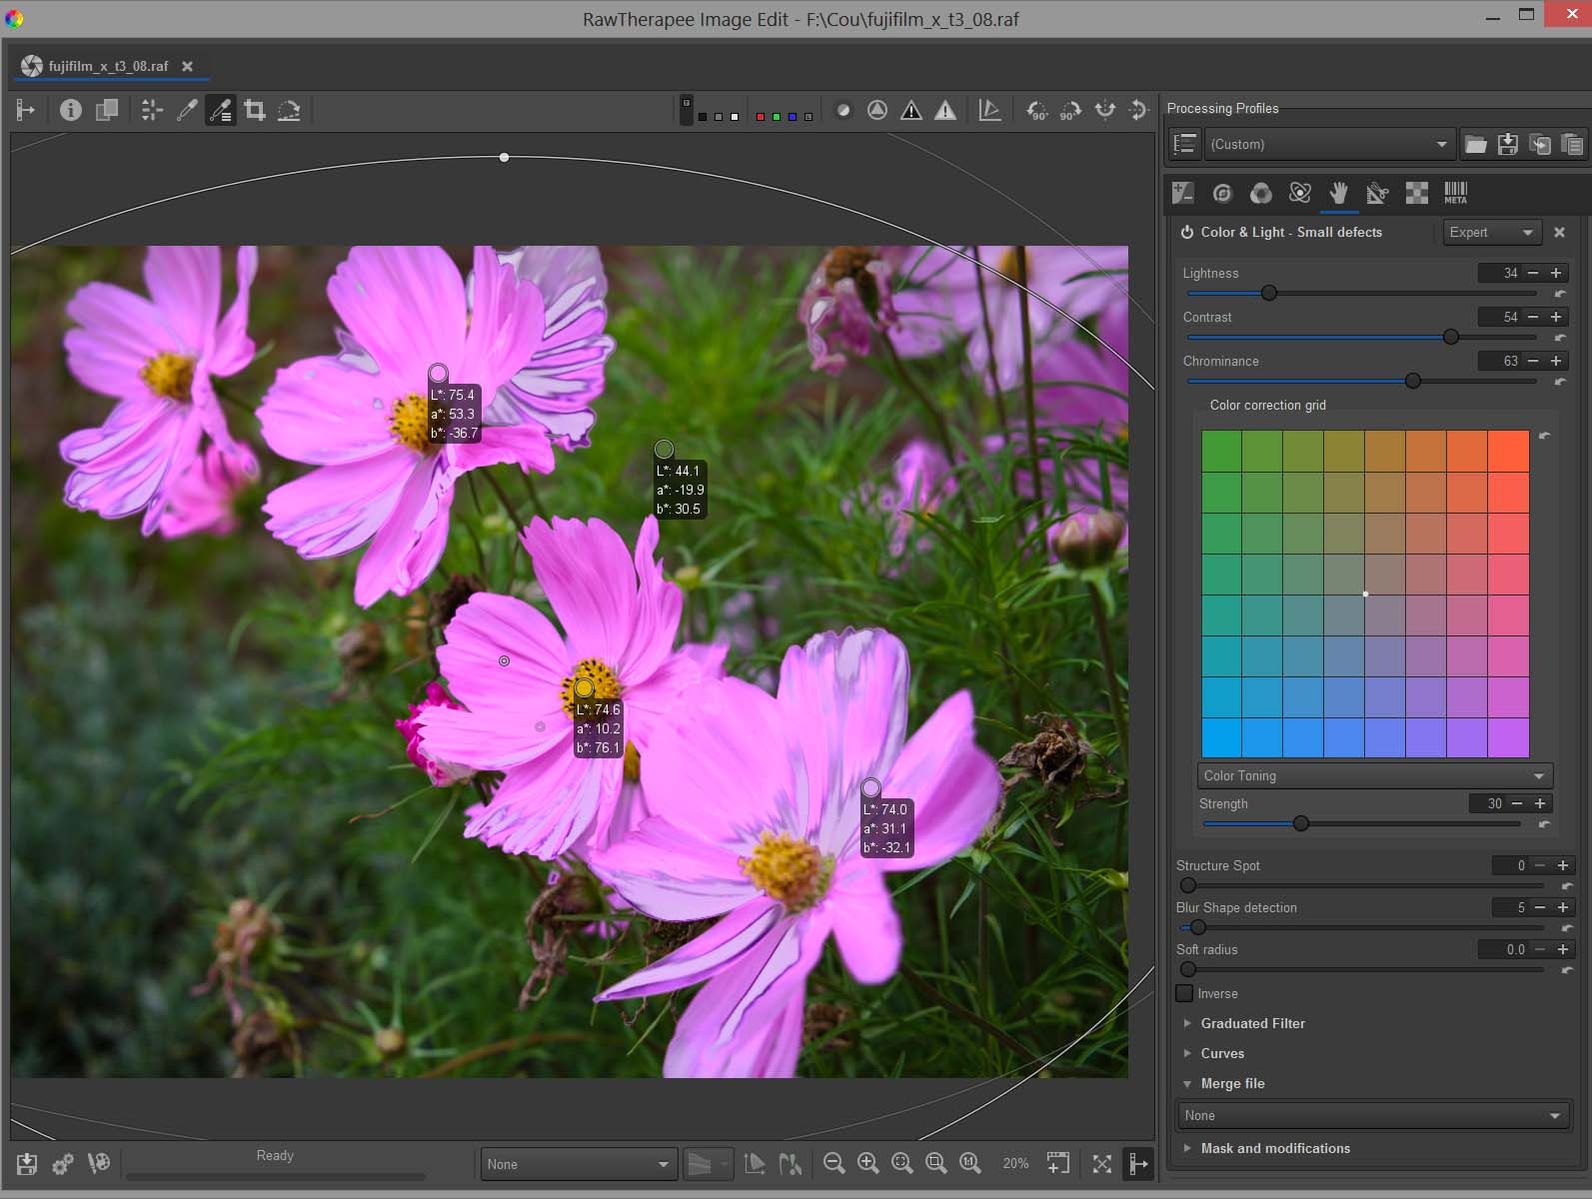 RawTherapee Image Edit - F:\Cou\fujifilm_x_t3_08.raf
fujifilm_x_t3_08.raf
90°
90°
Processing Profiles
(Custom)
META
Color & Light - Small defects
Expert
Lightness
34
Contrast
54
Chrominance
63
Color correction grid
L*: 75.4
a*: 53.3
b*: -36.7
L*: 44.1
a*: -19.9
b*: 30.5
L*: 74.6
a*: 10.2
b*: 76.1
L*: 74.0
a*: 31.1
b*: -32.1
Color Toning
Strength
30
Structure Spot
0
Blur Shape detection
5
Soft radius
0.0
Inverse
Graduated Filter
Curves
Merge file
None
Mask and modifications
Ready
None
1:1
20%